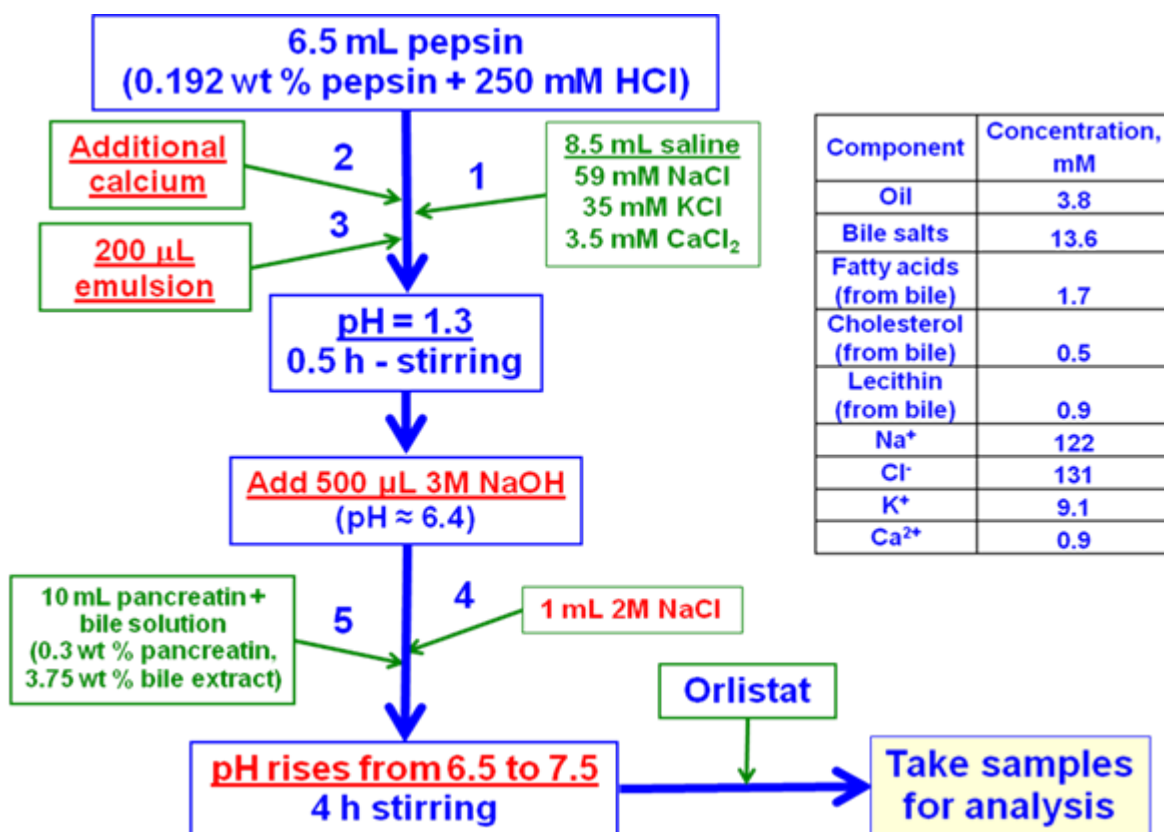 6.5 mL pepsin
(0.192 wt % pepsin + 250 mM HCl)
Additional
calcium
2
1
8.5 mL saline
59 mM NaCl
35 mM KCl
3.5 mM CaCl₂
3
200 μL
emulsion
pH = 1.3
0.5 h - stirring
Add 500 μL 3M NaOH
(pH ≈ 6.4)
10 mL pancreatin +
bile solution
(0.3 wt % pancreatin,
3.75 wt % bile extract)
5
4
1 mL 2M NaCl
pH rises from 6.5 to 7.5
4 h stirring
Orlistat
Take samples
for analysis
Component
Concentration,
mM
Oil
3.8
Bile salts
13.6
Fatty acids
(from bile)
1.7
Cholesterol
(from bile)
0.5
Lecithin
(from bile)
0.9
Na⁺
122
Cl⁻
131
K⁺
9.1
Ca²⁺
0.9